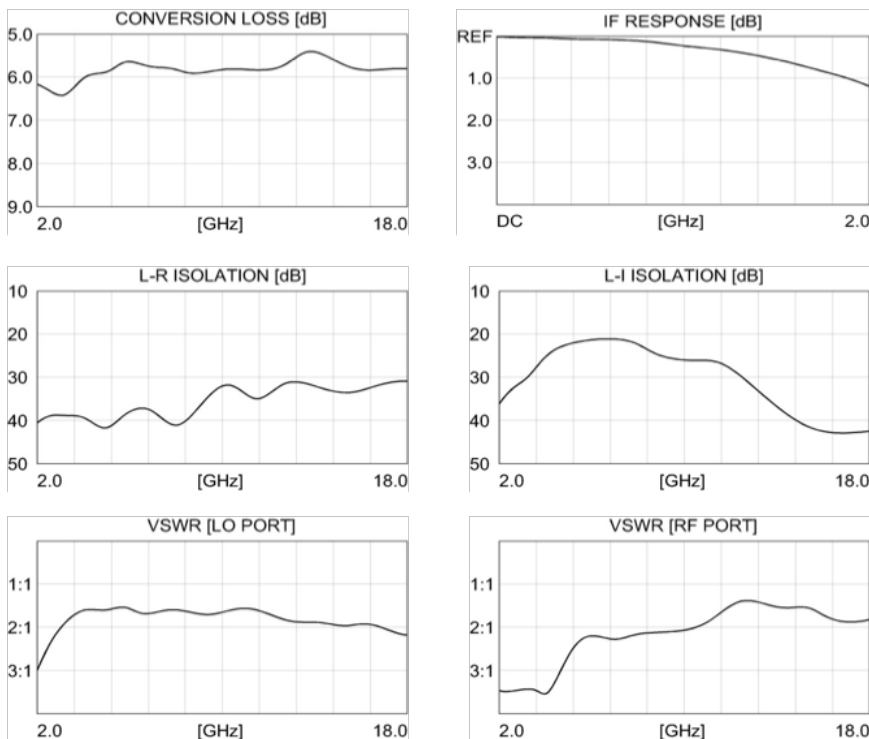 CONVERSION LOSS [dB]
5.0
6.0
7.0
8.0
9.0
2.0 [GHz] 18.0
IF RESPONSE [dB]
REF
1.0
2.0
3.0
DC [GHz] 2.0
L-R ISOLATION [dB]
10
20
30
40
50
2.0 [GHz] 18.0
L-I ISOLATION [dB]
10
20
30
40
50
2.0 [GHz] 18.0
VSWR [LO PORT]
1:1
2:1
3:1
2.0 [GHz] 18.0
VSWR [RF PORT]
1:1
2:1
3:1
2.0 [GHz] 18.0